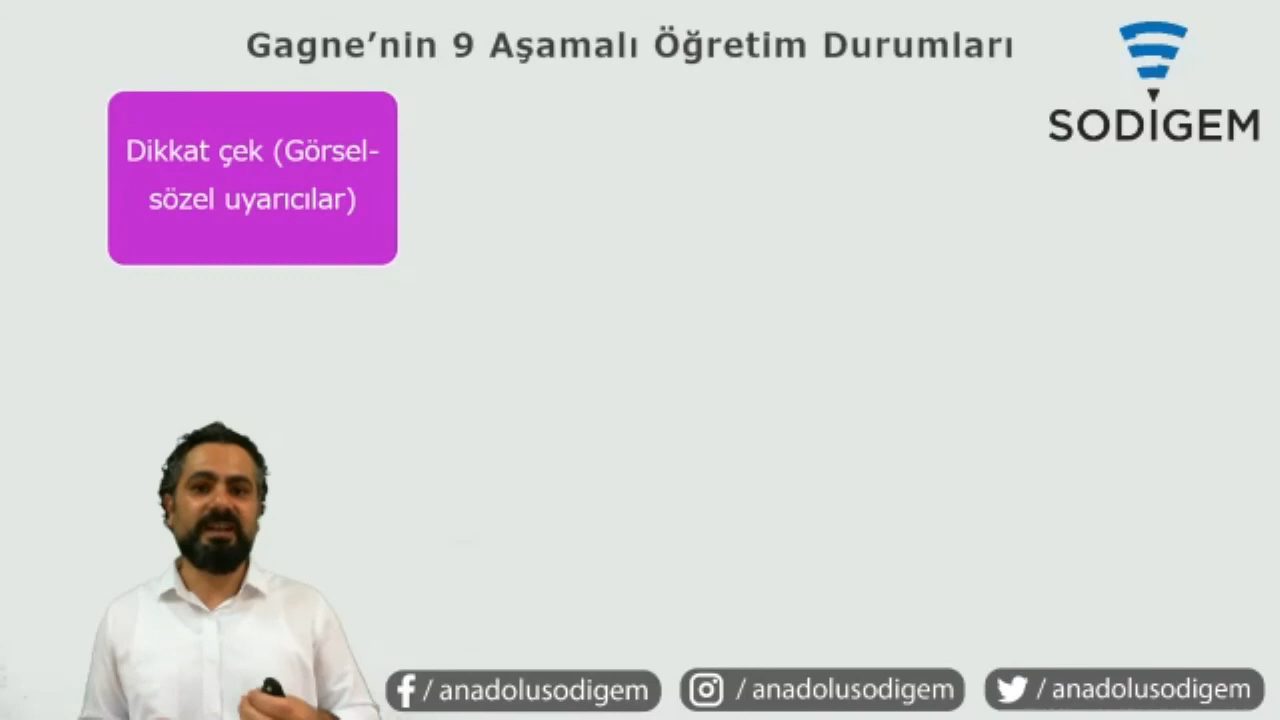 Gagne’nin 9 Aşamalı Öğretim Durumları
SODİGEM
Dikkat çek (Görsel-
sözel uyarıcılar)
/ anadolusodigem
/ anadolusodigem
/ anadolusodigem